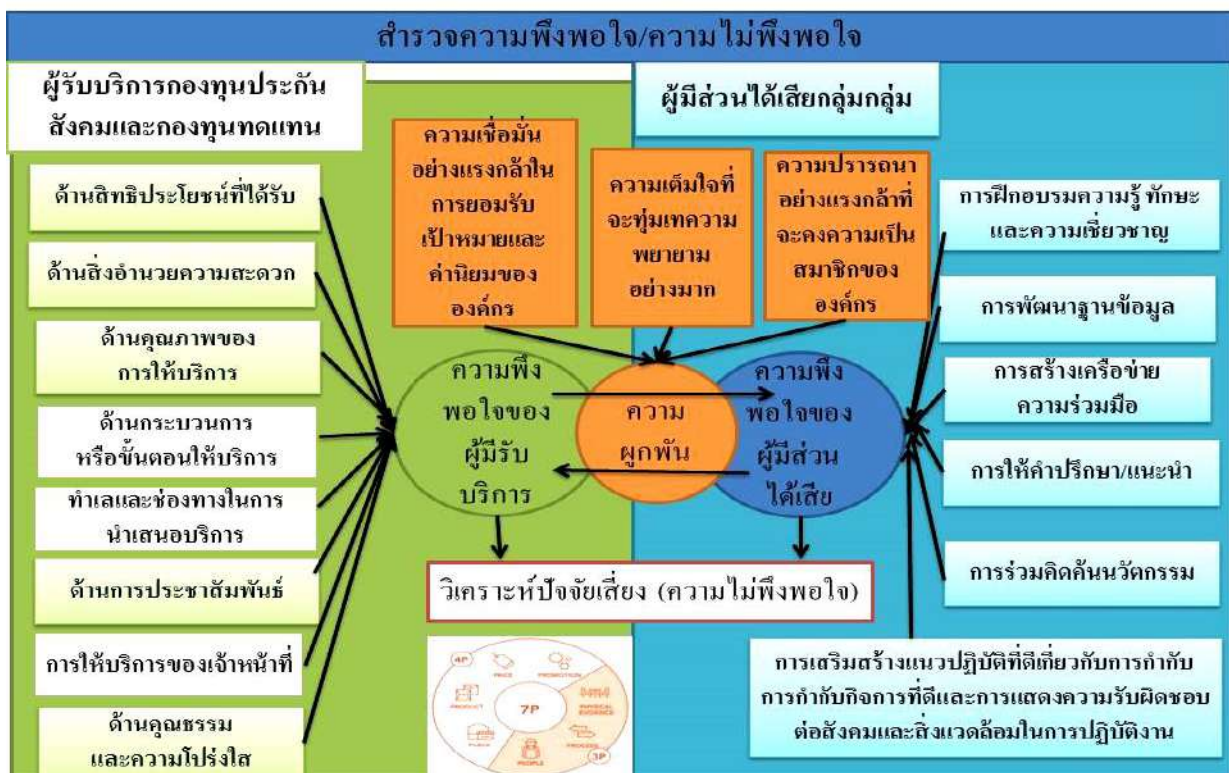 สำรวจความพึงพอใจ/ความไม่พึงพอใจ
ผู้รับบริการกองทุนประกัน
สังคมและกองทุนทดแทน
ด้านสิทธิประโยชน์ที่ได้รับ
ด้านสิ่งอำนวยความสะดวก
ด้านคุณภาพของ
การให้บริการ
ด้านกระบวนการ
หรือขั้นตอนให้บริการ
ทำเลและช่องทางในการ
นำเสนอบริการ
ด้านการประชาสัมพันธ์
การให้บริการของเจ้าหน้าที่
ด้านคุณธรรม
และความโปร่งใส
ความเชื่อมั่น
อย่างแรงกล้าใน
การยอมรับ
เป้าหมายและ
ค่านิยมของ
องค์กร
ความเต็มใจที่
จะทุ่มเทความ
พยายาม
อย่างมาก
ความปรารถนา
อย่างแรงกล้าที่
จะคงความเป็น
สมาชิกของ
องค์กร
ความพึง
พอใจของ
ผู้มีรับ
บริการ
ความ
ผูกพัน
ความพึง
พอใจของ
ผู้มีส่วน
ได้เสีย
วิเคราะห์ปัจจัยเสี่ยง (ความไม่พึงพอใจ)
4P
PRICE
PROMOTION
PRODUCT
7P
PHYSICAL
EVIDENCE
PLACE
PROCESS
PEOPLE
3P
ผู้มีส่วนได้เสียกลุ่มกลุ่ม
การฝึกอบรมความรู้ ทักษะ
และความเชี่ยวชาญ
การพัฒนาฐานข้อมูล
การสร้างเครือข่าย
ความร่วมมือ
การให้คำปรึกษา/แนะนำ
การร่วมคิดค้นนวัตกรรม
การเสริมสร้างแนวปฏิบัติที่ดีเกี่ยวกับการกำกับ
การกำกับกิจการที่ดีและการแสดงความรับผิดชอบ
ต่อสังคมและสิ่งแวดล้อมในการปฏิบัติงาน